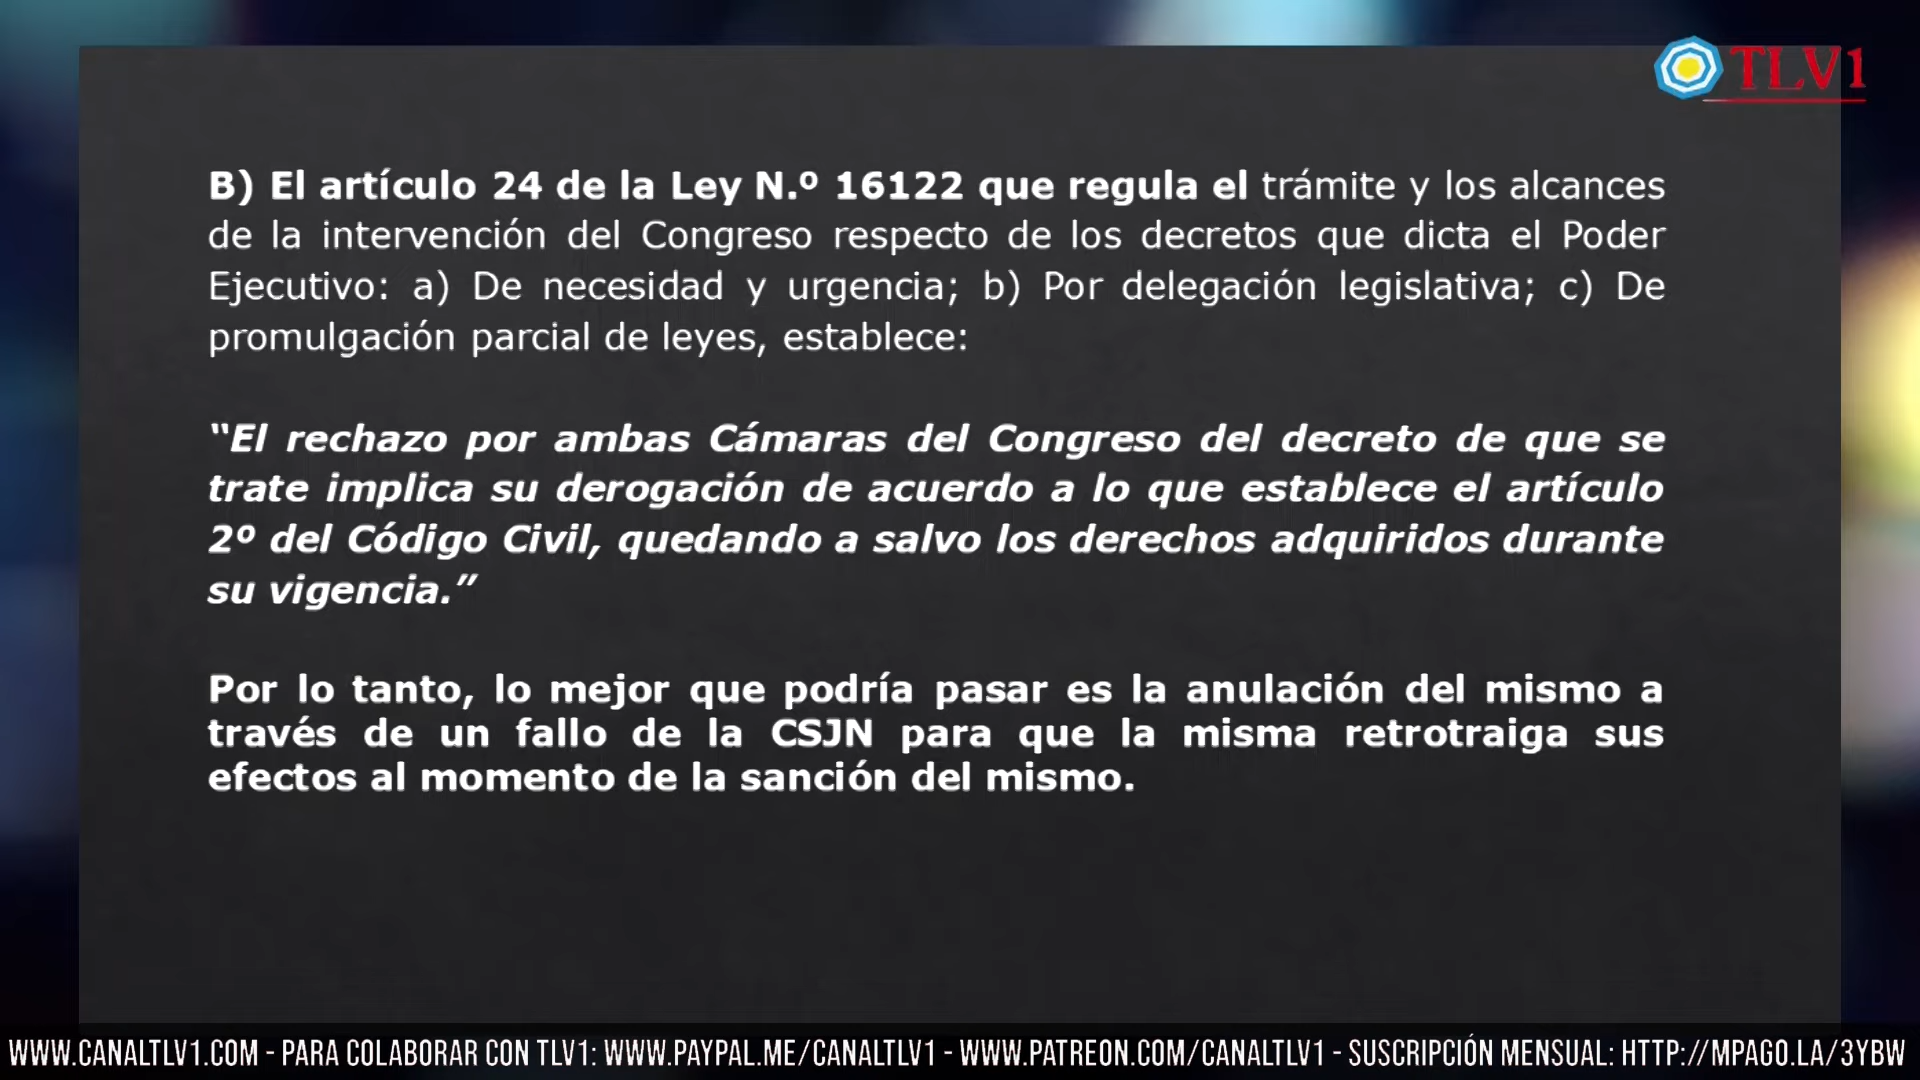 TLV1
B) El artículo 24 de la Ley N.º 16122 que regula el trámite y los alcances
de la intervención del Congreso respecto de los decretos que dicta el Poder
Ejecutivo: a) De necesidad y urgencia; b) Por delegación legislativa; c) De
promulgación parcial de leyes, establece:
“El rechazo por ambas Cámaras del Congreso del decreto de que se
trate implica su derogación de acuerdo a lo que establece el artículo
2º del Código Civil, quedando a salvo los derechos adquiridos durante
su vigencia.”
Por lo tanto, lo mejor que podría pasar es la anulación del mismo a
través de un fallo de la CSJN para que la misma retrotraiga sus
efectos al momento de la sanción del mismo.
WWW.CANALTLV1.COM - PARA COLABORAR CON TLV1: WWW.PAYPAL.ME/CANALTLV1 - WWW.PATREON.COM/CANALTLV1 - SUSCRIPCIÓN MENSUAL: HTTP://MPAGO.LA/3YBW